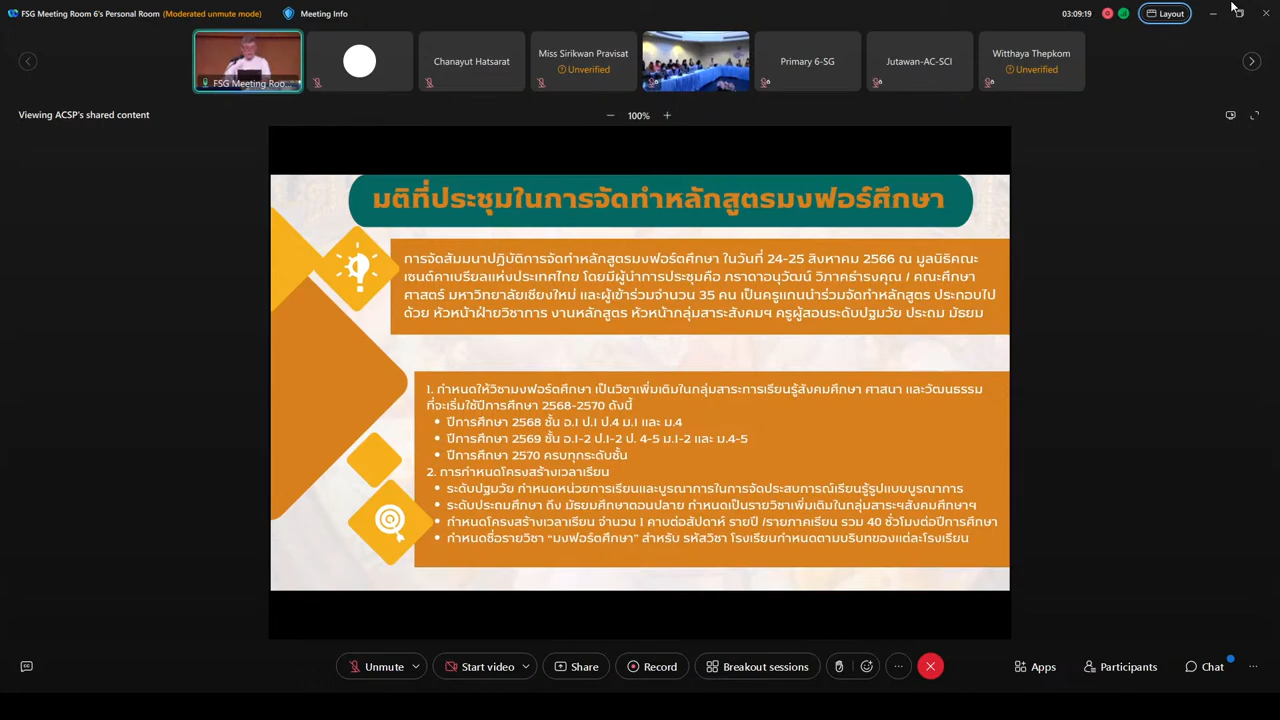 FSG Meeting Room 6's Personal Room (Moderated unmute mode) Meeting Info
03:09:19 Layout
FSG Meeting Roo...
Chanayut Hatsarat
Miss Sirikwan Pravisat
Unverified
Primary 6-SG
Jutawan-AC-SCI
Witthaya Thepkom
Unverified
Viewing ACSP's shared content
100%
มติที่ประชุมในการจัดทำหลักสูตรมงฟอร์ตศึกษา
การจัดสัมมนาปฏิบัติการจัดทำหลักสูตรมงฟอร์ตศึกษา ในวันที่ 24-25 สิงหาคม 2566 ณ มูลนิธิคณะ
เซนต์คาเบรียลแห่งประเทศไทย โดยมีผู้นำการประชุมคือ ภราดาอนุวัฒน์ วิภาคธำรงคุณ / คณะศึกษา
ศาสตร์ มหาวิทยาลัยเชียงใหม่ และผู้เข้าร่วมจำนวน 35 คน เป็นครูแกนนำร่วมจัดทำหลักสูตร ประกอบไป
ด้วย หัวหน้าฝ่ายวิชาการ งานหลักสูตร หัวหน้ากลุ่มสาระสังคมฯ ครูผู้สอนระดับปฐมวัย ประถม มัธยม
1. กำหนดให้วิชามงฟอร์ตศึกษา เป็นวิชาเพิ่มเติมในกลุ่มสาระการเรียนรู้สังคมศึกษา ศาสนา และวัฒนธรรม
ที่จะเริ่มใช้ปีการศึกษา 2568-2570 ดังนี้
• ปีการศึกษา 2568 ชั้น อ.1 ป.1 ป.4 ม.1 และ ม.4
• ปีการศึกษา 2569 ชั้น อ.1-2 ป.1-2 ป. 4-5 ม.1-2 และ ม.4-5
• ปีการศึกษา 2570 ครบทุกระดับชั้น
2. การกำหนดโครงสร้างเวลาเรียน
• ระดับปฐมวัย กำหนดหน่วยการเรียนและบูรณาการในการจัดประสบการณ์เรียนรู้รูปแบบบูรณาการ
• ระดับประถมศึกษา ถึง มัธยมศึกษาตอนปลาย กำหนดเป็นรายวิชาเพิ่มเติมในกลุ่มสาระฯสังคมศึกษาฯ
• กำหนดโครงสร้างเวลาเรียน จำนวน 1 คาบต่อสัปดาห์ รายปี /รายภาคเรียน รวม 40 ชั่วโมงต่อปีการศึกษา
• กำหนดชื่อรายวิชา “มงฟอร์ตศึกษา” สำหรับ รหัสวิชา โรงเรียนกำหนดตามบริบทของแต่ละโรงเรียน
Unmute Start video Share Record Breakout sessions Apps Participants Chat